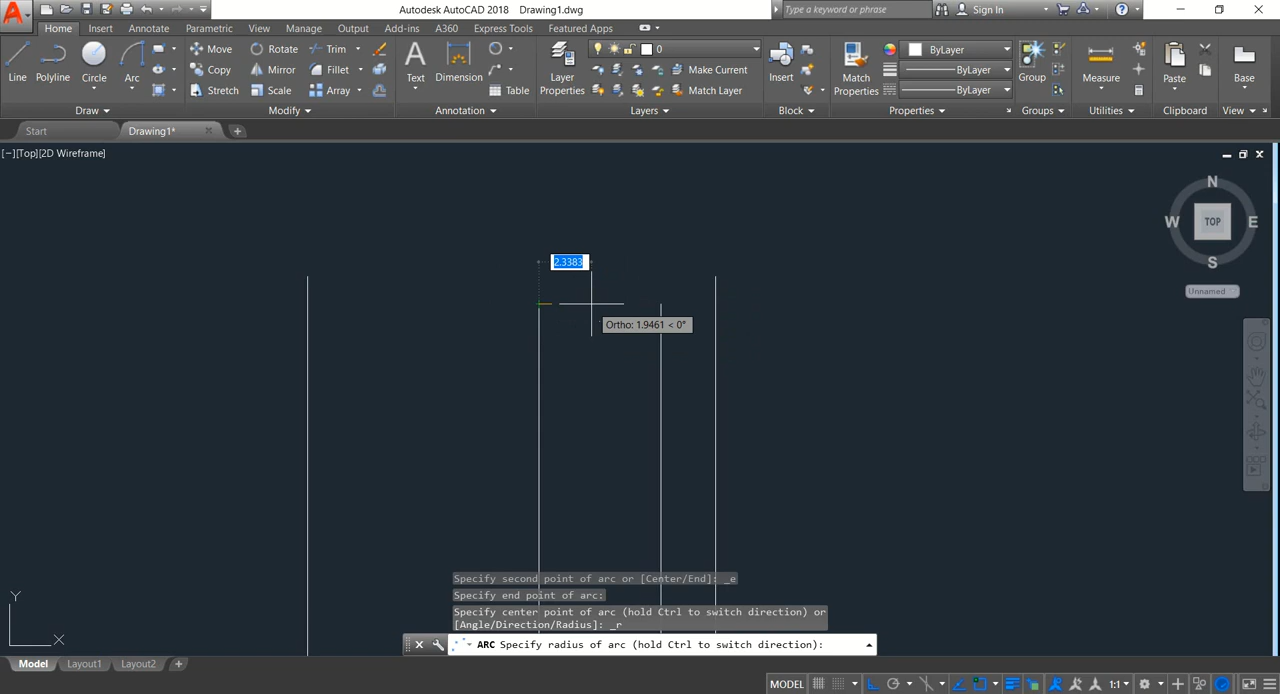 Autodesk AutoCAD 2018 Drawing1.dwg
Type a keyword or phrase
Sign In
Home Insert Annotate Parametric View Manage Output Add-ins A360 Express Tools Featured Apps
Line
Polyline
Circle
Arc
Move
Rotate
Trim
Copy
Mirror
Fillet
Stretch
Scale
Array
Text
Dimension
Table
Layer
Properties
0
Make Current
Match Layer
Insert
Match
Properties
ByLayer
ByLayer
ByLayer
Group
Measure
Paste
Base
Draw
Modify
Annotation
Layers
Block
Properties
Groups
Utilities
Clipboard
View
Start
Drawing1*
[−][Top][2D Wireframe]
N
W
TOP
E
S
Unnamed
2.3383
Ortho: 1.9461 < 0°
Y
X
Specify second point of arc or [Center/End]: _e
Specify end point of arc:
Specify center point of arc (hold Ctrl to switch direction) or
[Angle/Direction/Radius]: _r
ARC Specify radius of arc (hold Ctrl to switch direction):
Model Layout1 Layout2
MODEL
1:1